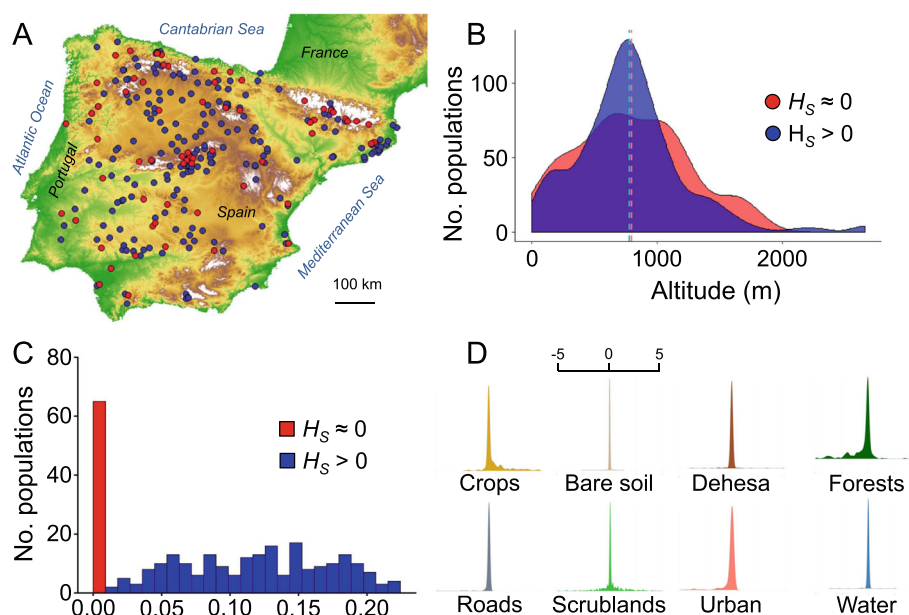 A
Cantabrian Sea
France
Atlantic Ocean
Portugal
Spain
Mediterranean Sea
100 km
B
No. populations
100
50
0
H_S ≈ 0
H_S > 0
0
1000
2000
Altitude (m)
C
No. populations
80
60
40
20
0
H_S ≈ 0
H_S > 0
0.00
0.05
0.10
0.15
0.20
D
-5 0 5
Crops
Bare soil
Dehesa
Forests
Roads
Scrublands
Urban
Water